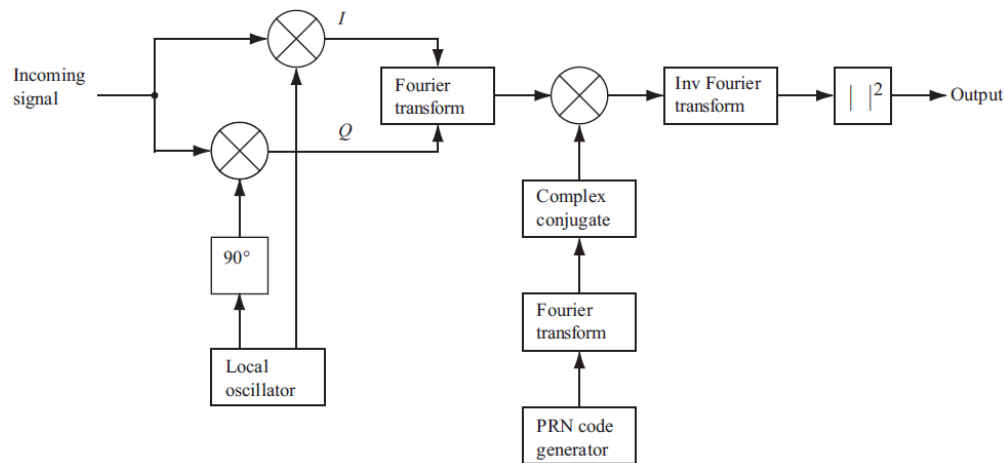 Incoming
signal
I
Q
90°
Local
oscillator
Fourier
transform
Complex
conjugate
Fourier
transform
PRN code
generator
Inv Fourier
transform
| |²
Output